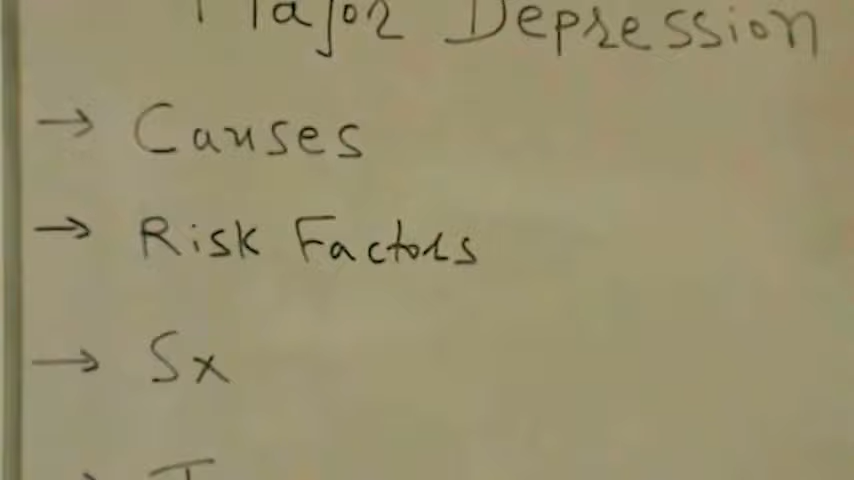 Major Depression
→ Causes
→ Risk Factors
→ Sx